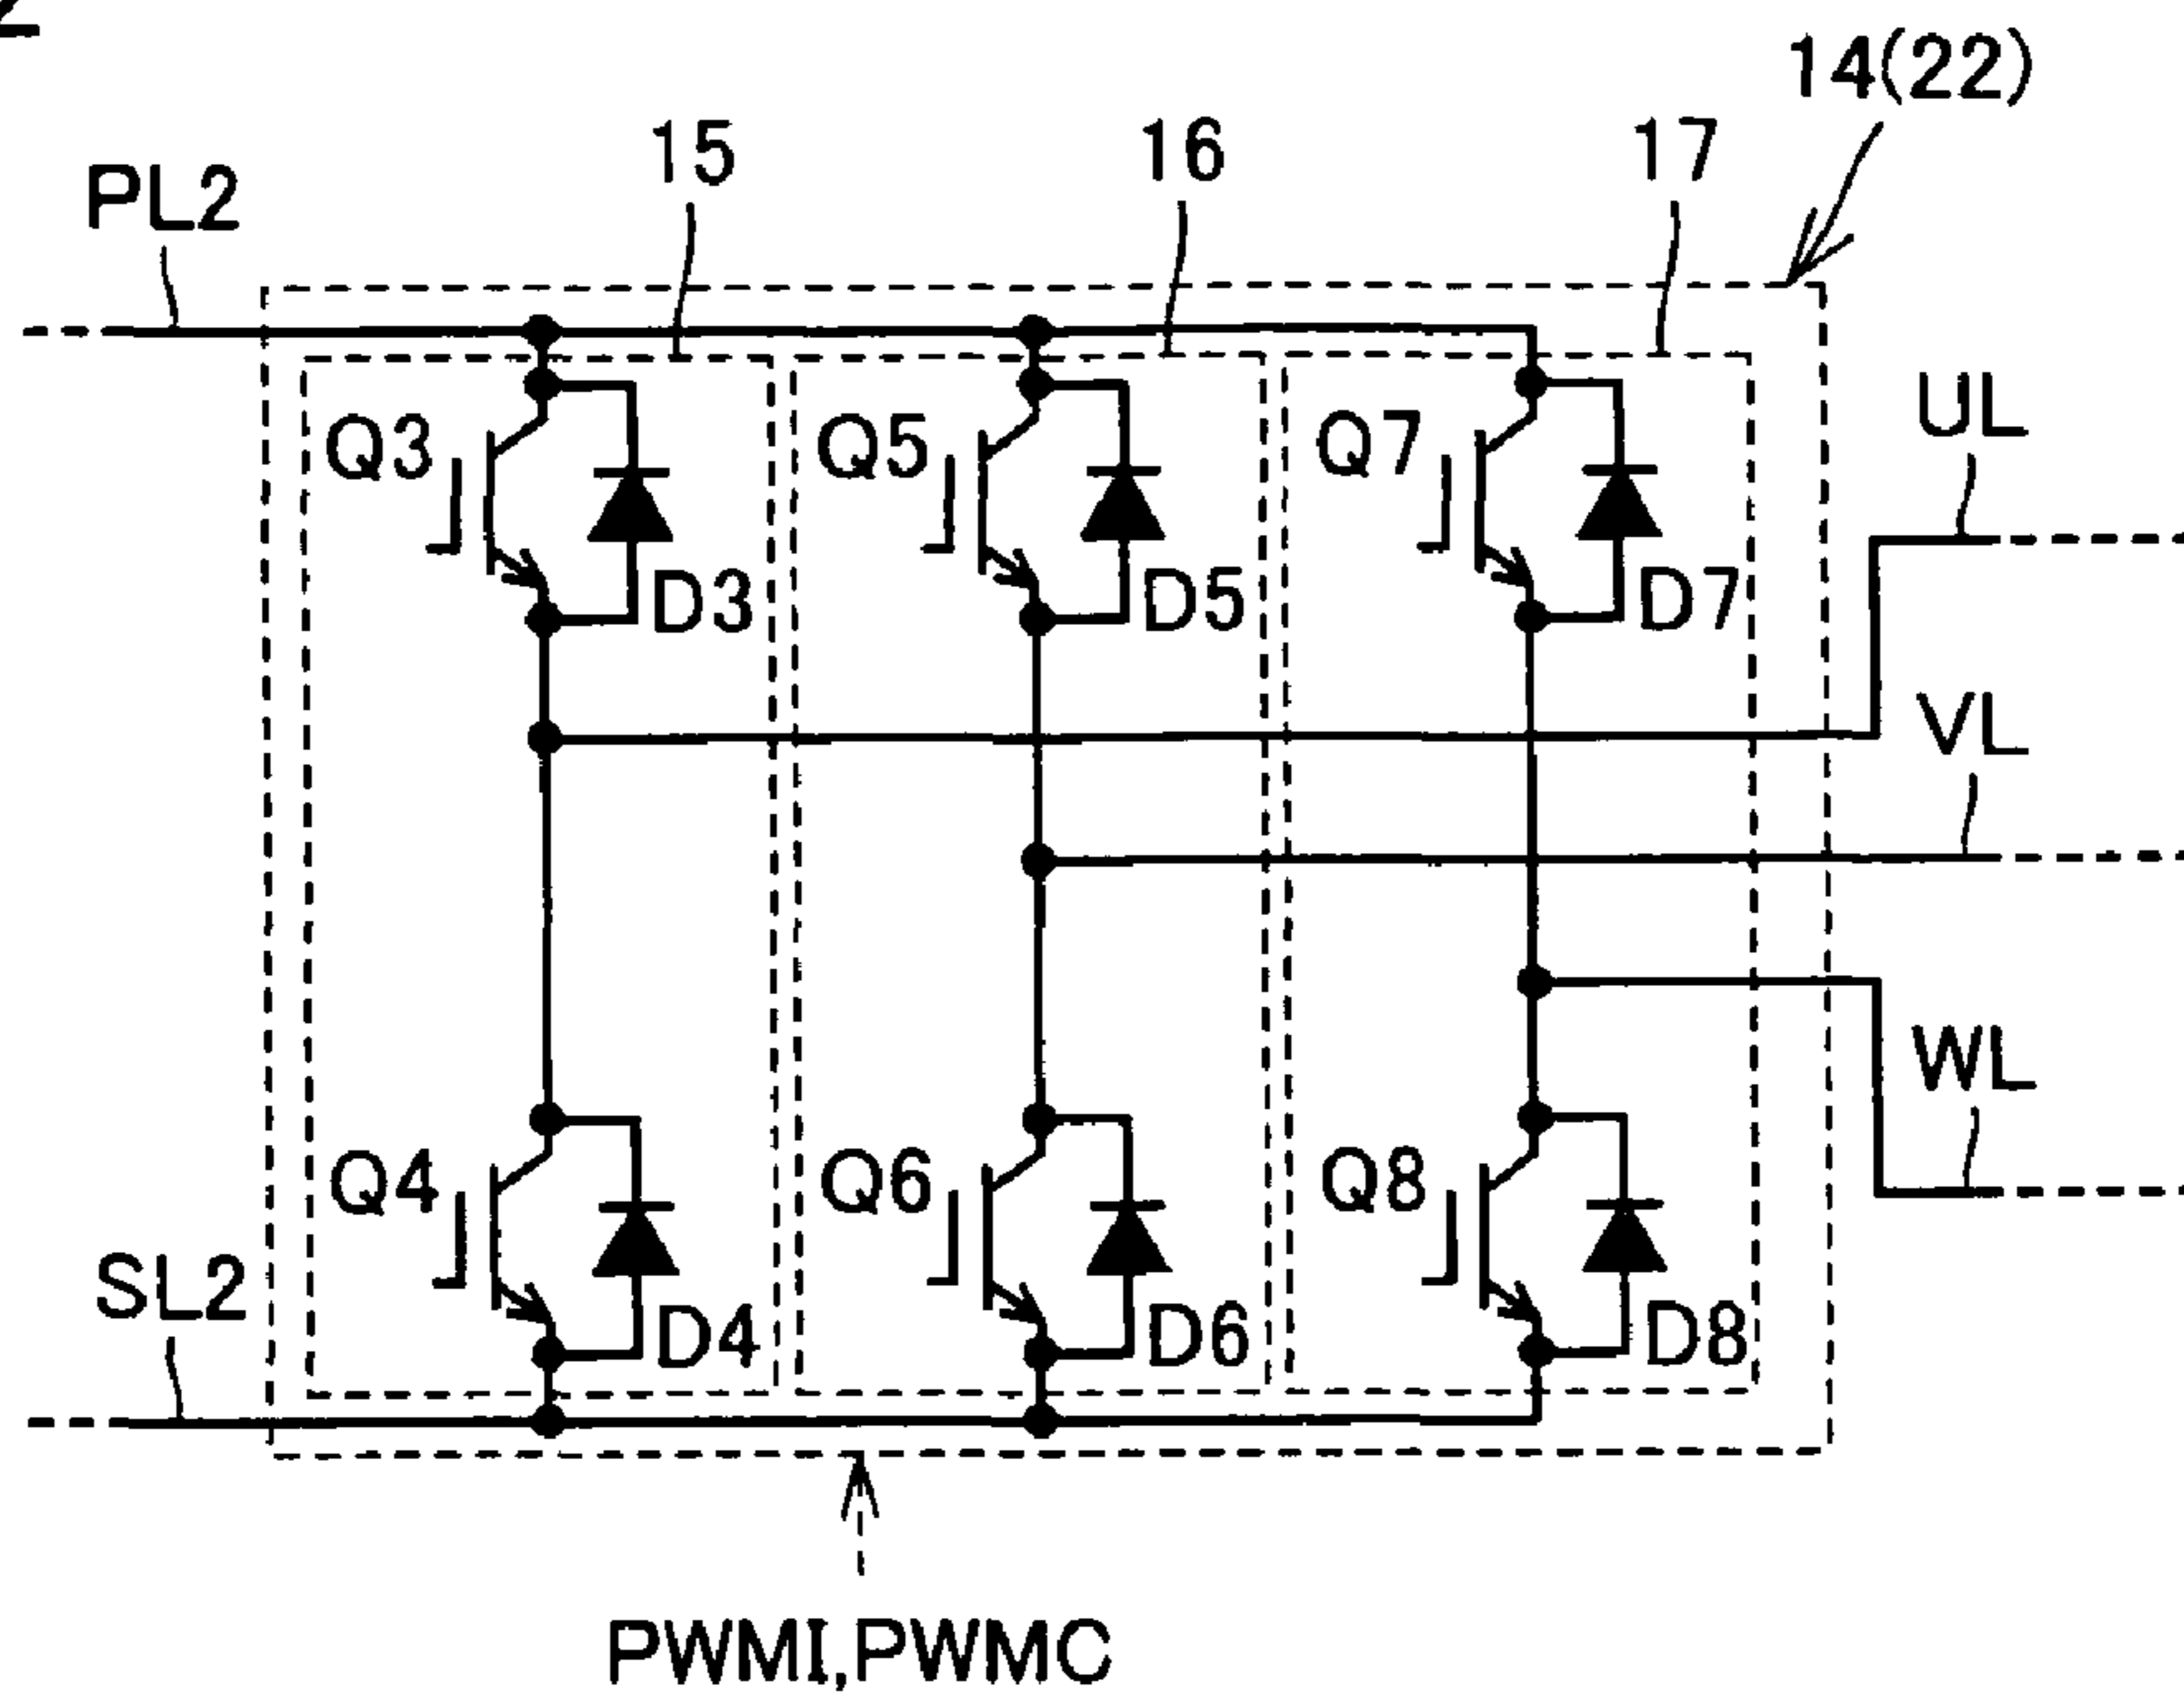 14(22)
15 16 17
PL2
Q3 Q5 Q7 UL
D3 D5 D7
VL
WL
Q4 Q6 Q8
SL2
D4 D6 D8
PWMI,PWMC